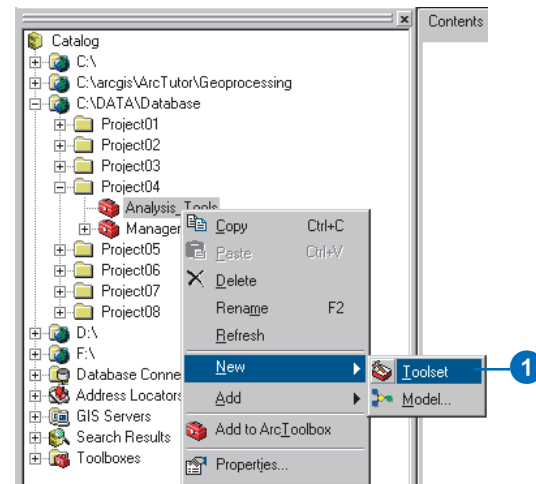 Contents
Catalog
C:\
C:\arcgis\ArcTutor\Geoprocessing
C:\DATA\Database
Project01
Project02
Project03
Project04
Analysis_Tools
Manager
Project05
Project06
Project07
Project08
D:\
F:\
Database Conne
Address Locators
GIS Servers
Search Results
Toolboxes
Copy Ctrl+C
Paste Ctrl+V
Delete
Rename F2
Refresh
New
Add
Add to ArcToolbox
Properties...
Toolset
Model...
1